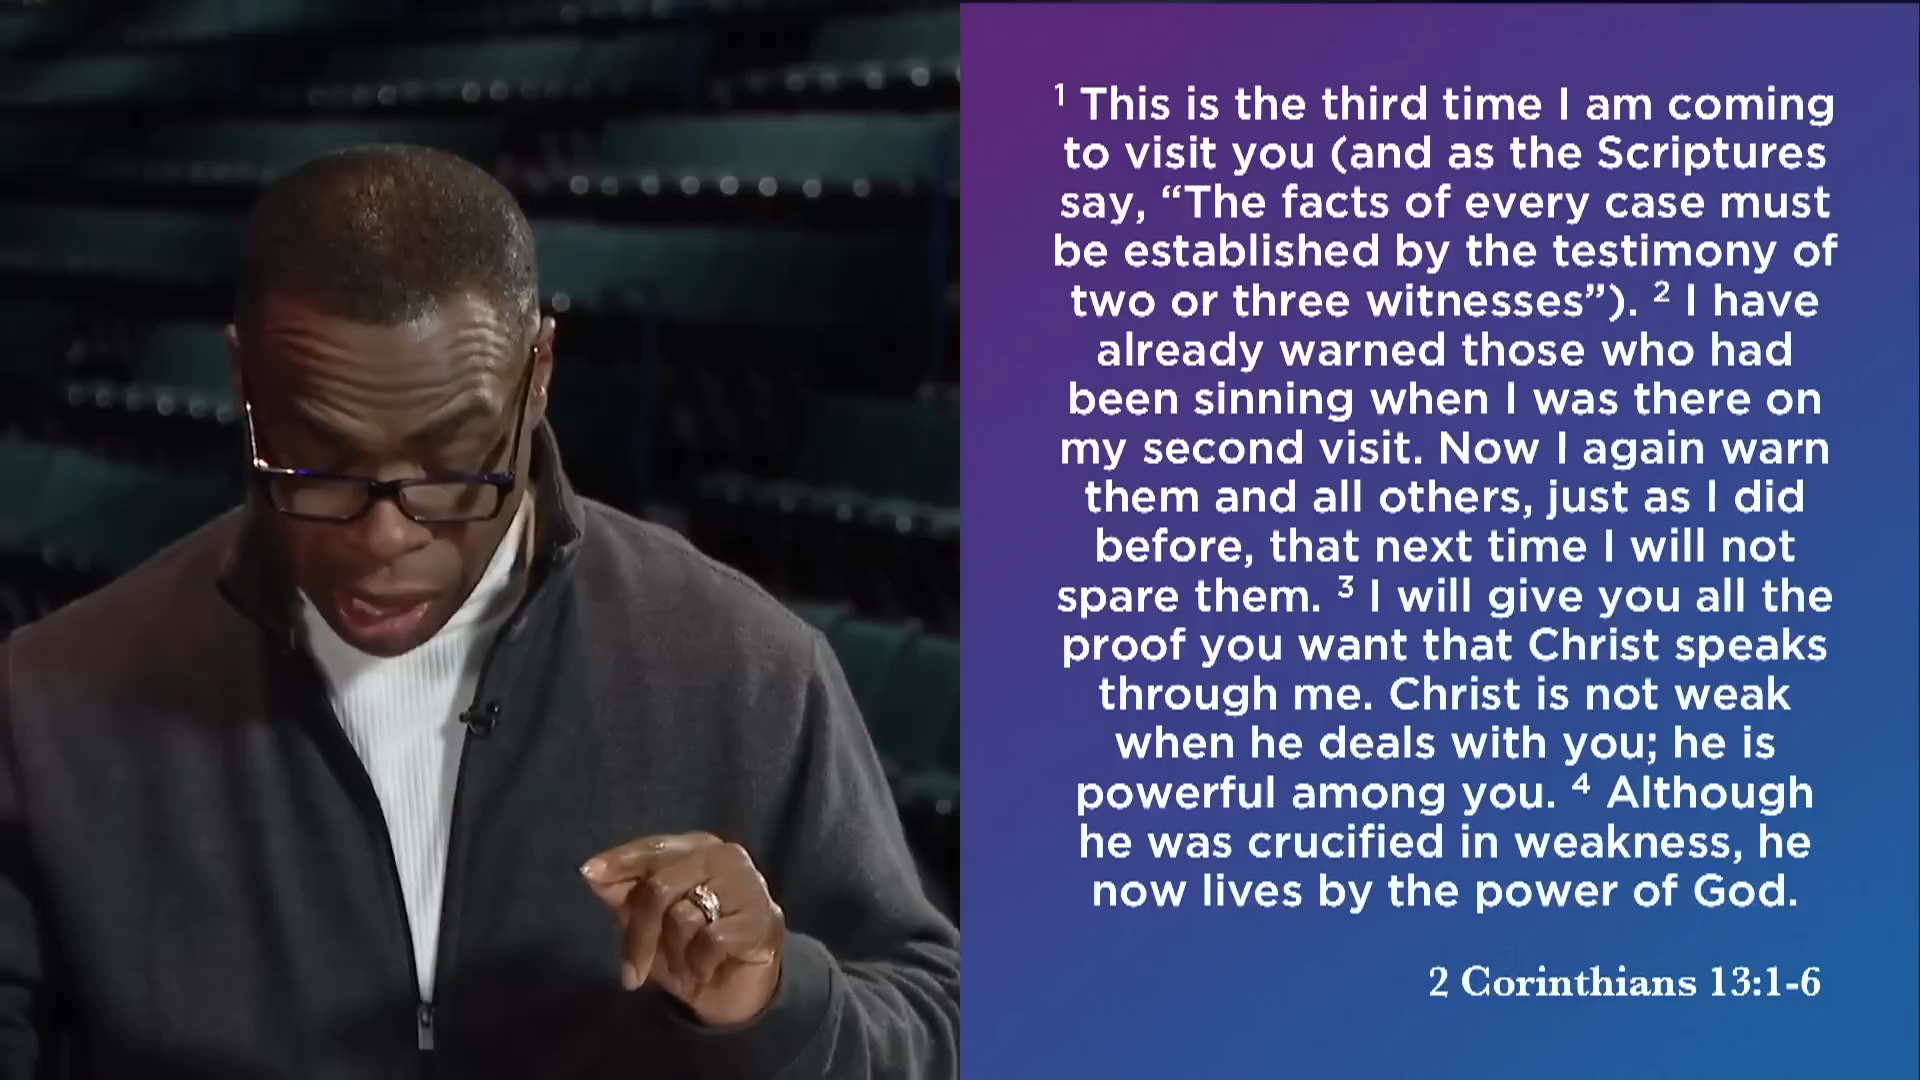 ¹ This is the third time I am coming
to visit you (and as the Scriptures
say, “The facts of every case must
be established by the testimony of
two or three witnesses”). ² I have
already warned those who had
been sinning when I was there on
my second visit. Now I again warn
them and all others, just as I did
before, that next time I will not
spare them. ³ I will give you all the
proof you want that Christ speaks
through me. Christ is not weak
when he deals with you; he is
powerful among you. ⁴ Although
he was crucified in weakness, he
now lives by the power of God.
2 Corinthians 13:1-6